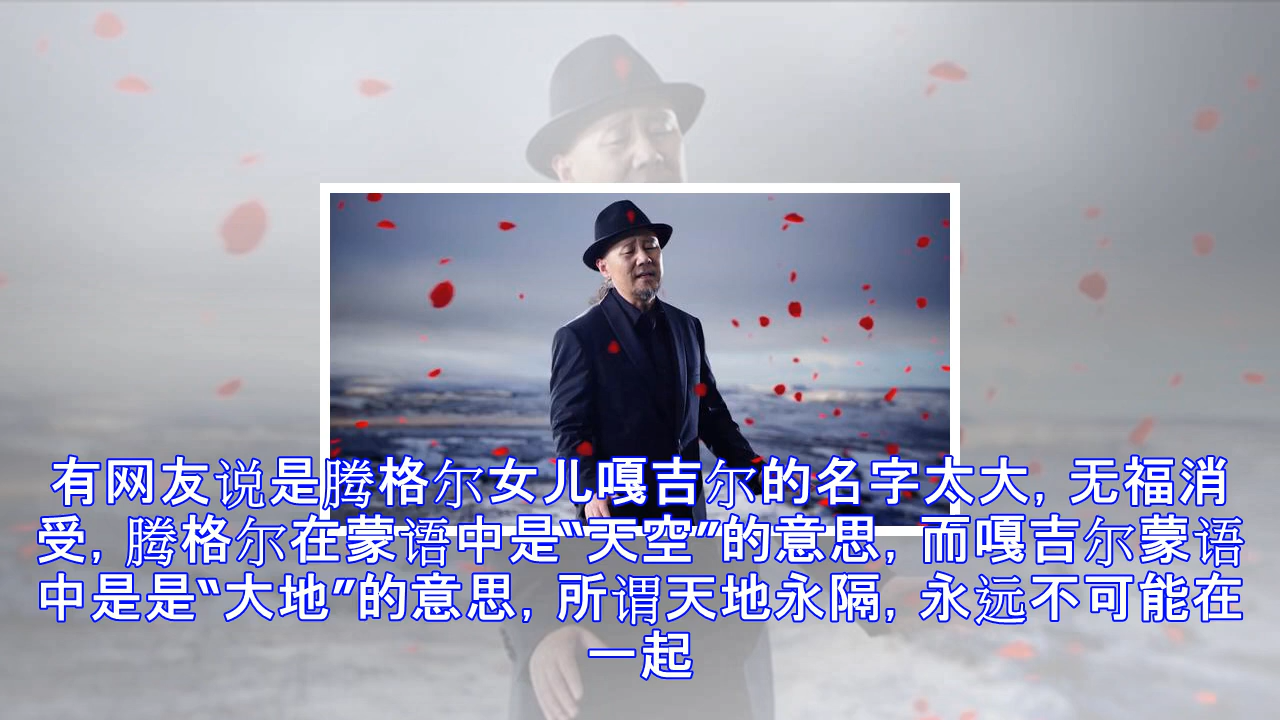 有网友说是腾格尔女儿嘎吉尔的名字太大, 无福消
受, 腾格尔在蒙语中是“天空”的意思, 而嘎吉尔蒙语
中是是“大地”的意思, 所谓天地永隔, 永远不可能在
一起